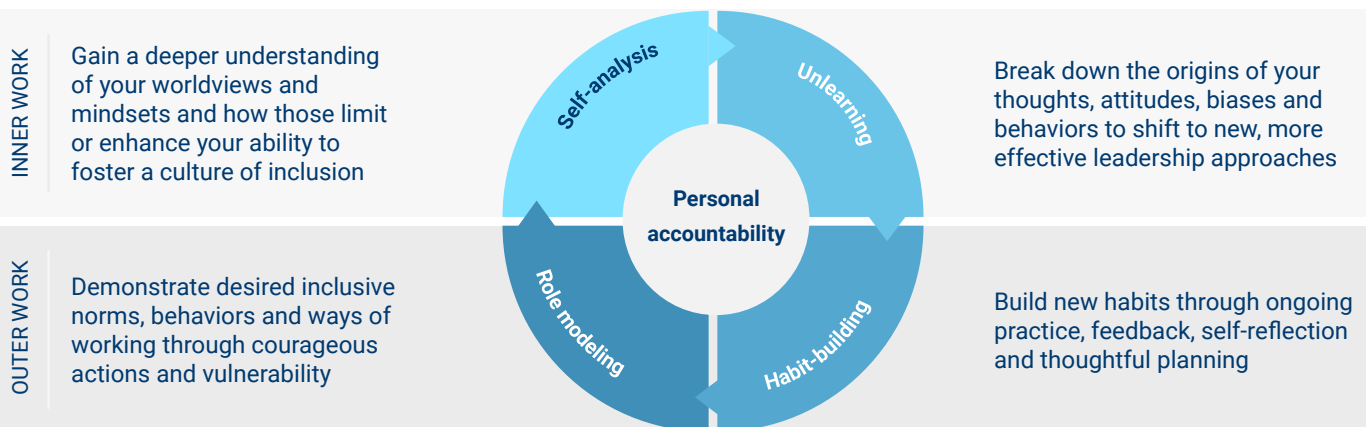 INNER WORK
Gain a deeper understanding
of your worldviews and
mindsets and how those limit
or enhance your ability to
foster a culture of inclusion
Self-analysis
Unlearning
Break down the origins of your
thoughts, attitudes, biases and
behaviors to shift to new, more
effective leadership approaches
Personal
accountability
OUTER WORK
Demonstrate desired inclusive
norms, behaviors and ways of
working through courageous
actions and vulnerability
Role modeling
Habit-building
Build new habits through ongoing
practice, feedback, self-reflection
and thoughtful planning